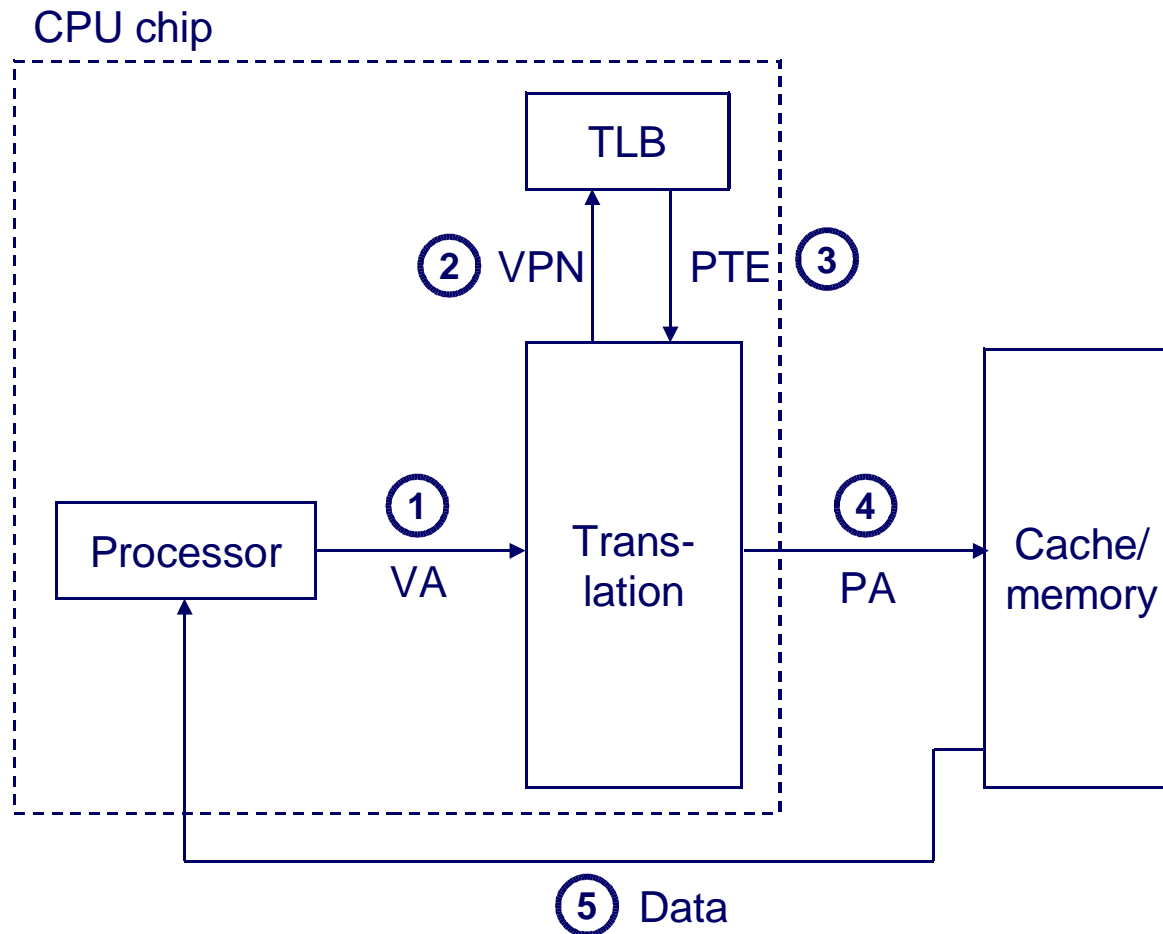 CPU chip
TLB
2 VPN
PTE 3
1
4
Processor
VA
Trans-
lation
PA
Cache/
memory
5 Data